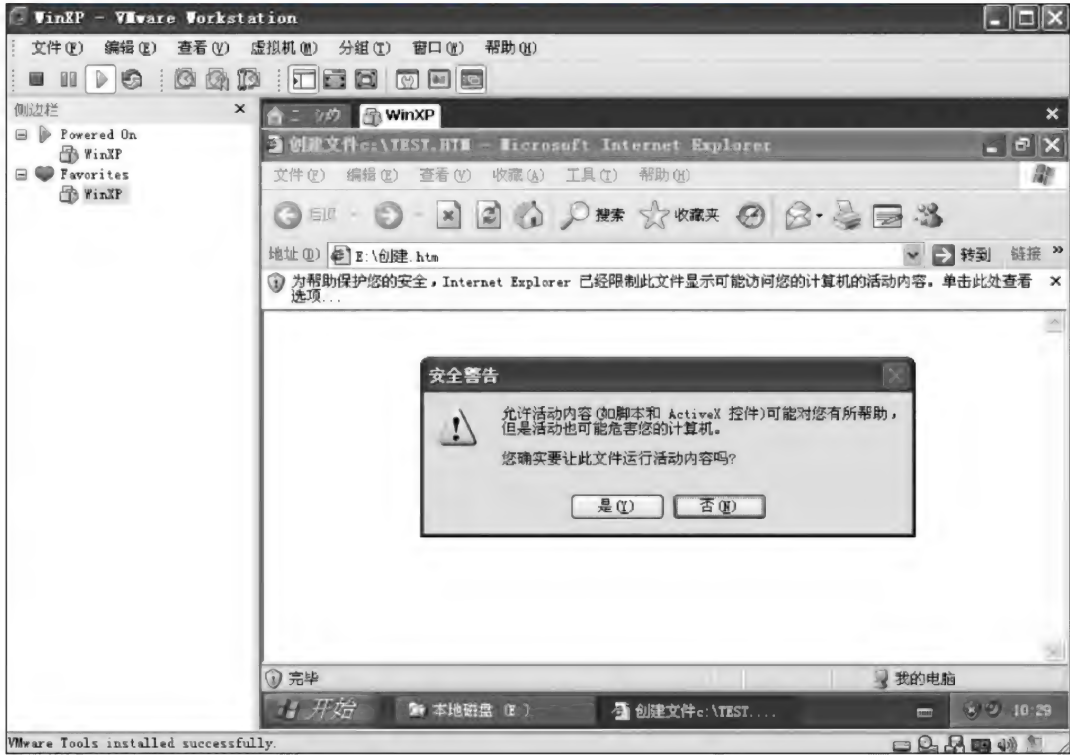 WinXP - VMware Workstation
文件(F) 编辑(E) 查看(V) 虚拟机(M) 分组(T) 窗口(W) 帮助(H)
侧边栏
Powered On
WinXP
Favorites
WinXP
WinXP
创建文件c:\TEST.HTM - Microsoft Internet Explorer
文件(F) 编辑(E) 查看(V) 收藏(A) 工具(T) 帮助(H)
后退 搜索 收藏夹
地址(D) E:\创建.htm 转到 链接 »
为帮助保护您的安全，Internet Explorer 已经限制此文件显示可能访问您的计算机的活动内容。单击此处查看
选项...
安全警告
允许活动内容(如脚本和 ActiveX 控件)可能对您有所帮助，
但是活动也可能危害您的计算机。
您确实要让此文件运行活动内容吗?
是(Y) 否(N)
完毕 我的电脑
开始 本地磁盘 (E:) 创建文件c:\TEST.... 10:29
VMware Tools installed successfully.